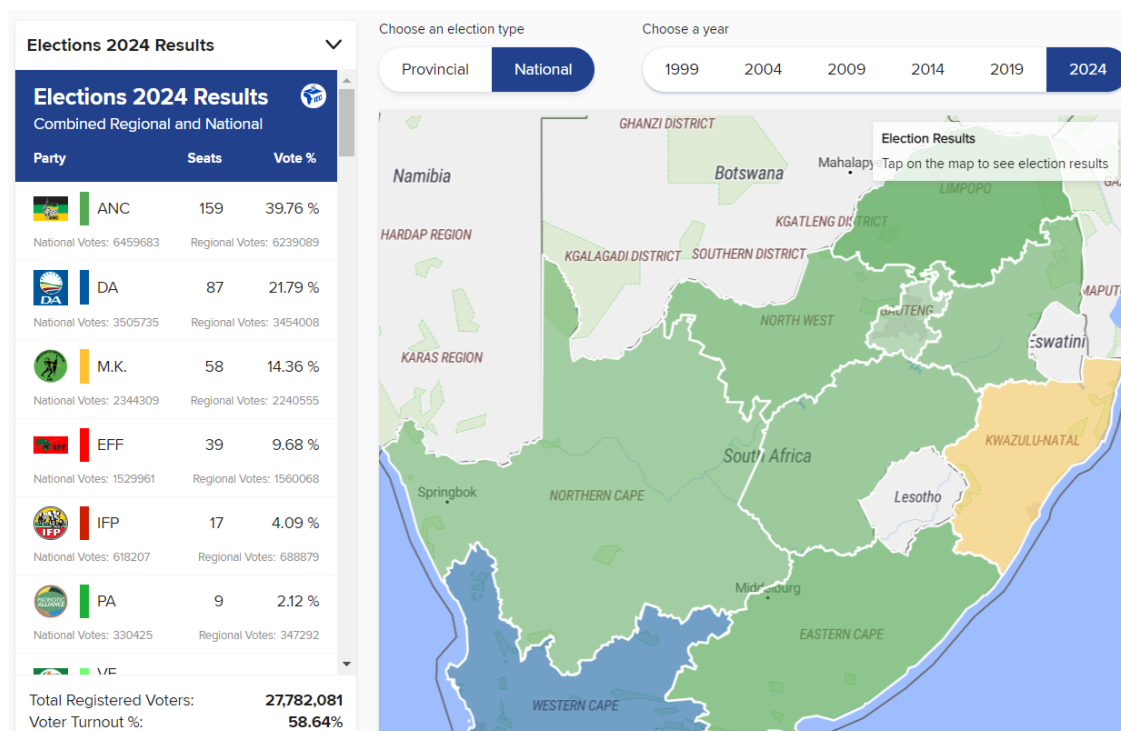 Elections 2024 Results
Choose an election type
Provincial
National
Choose a year
1999
2004
2009
2014
2019
2024
Elections 2024 Results
IEC
Combined Regional and National
Party Seats Vote %
ANC 159 39.76 %
National Votes: 6459683 Regional Votes: 6239089
DA 87 21.79 %
National Votes: 3505735 Regional Votes: 3454008
M.K. 58 14.36 %
National Votes: 2344309 Regional Votes: 2240555
EFF 39 9.68 %
National Votes: 1529961 Regional Votes: 1560068
IFP 17 4.09 %
National Votes: 618207 Regional Votes: 688879
PA 9 2.12 %
National Votes: 330425 Regional Votes: 347292
Total Registered Voters: 27,782,081
Voter Turnout %: 58.64%
Election Results
Tap on the map to see election results
GHANZI DISTRICT
Namibia
Botswana
Mahalapye
LIMPOPO
HARDAP REGION
KGATLENG DISTRICT
KGALAGADI DISTRICT
SOUTHERN DISTRICT
NORTH WEST
GAUTENG
KARAS REGION
Eswatini
KWAZULU-NATAL
South Africa
Springbok
NORTHERN CAPE
Lesotho
Middelburg
EASTERN CAPE
WESTERN CAPE